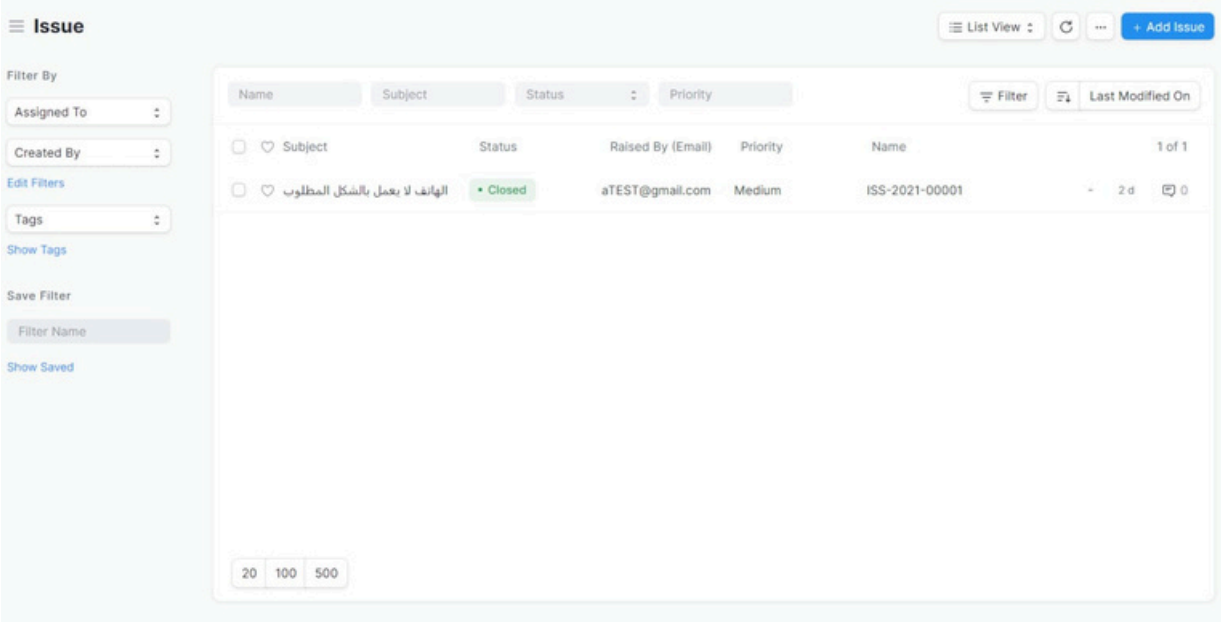 Issue
List View
...
+ Add Issue
Filter By
Assigned To
Created By
Edit Filters
Tags
Show Tags
Save Filter
Filter Name
Show Saved
Name Subject Status Priority
Filter
Last Modified On
Subject Status Raised By (Email) Priority Name 1 of 1
الهاتف لا يعمل بالشكل المطلوب • Closed aTEST@gmail.com Medium ISS-2021-00001 - 2 d 0
20 100 500